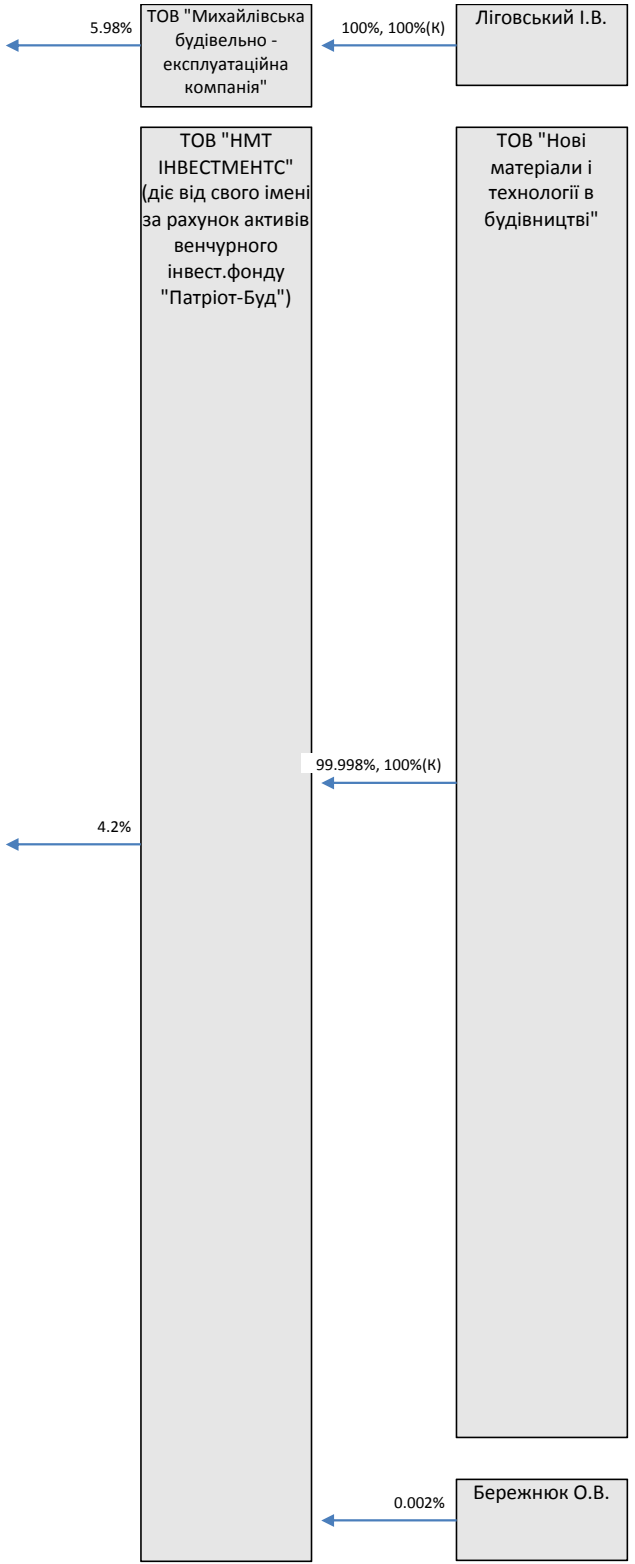 5.98%
ТОВ "Михайлівська
будівельно -
експлуатаційна
компанія"
100%, 100%(К)
Ліговський І.В.
ТОВ "НМТ
ІНВЕСТМЕНТС"
(діє від свого імені
за рахунок активів
венчурного
інвест.фонду
"Патріот-Буд")
ТОВ "Нові
матеріали і
технології в
будівництві"
99.998%, 100%(К)
4.2%
0.002%
Бережнюк О.В.